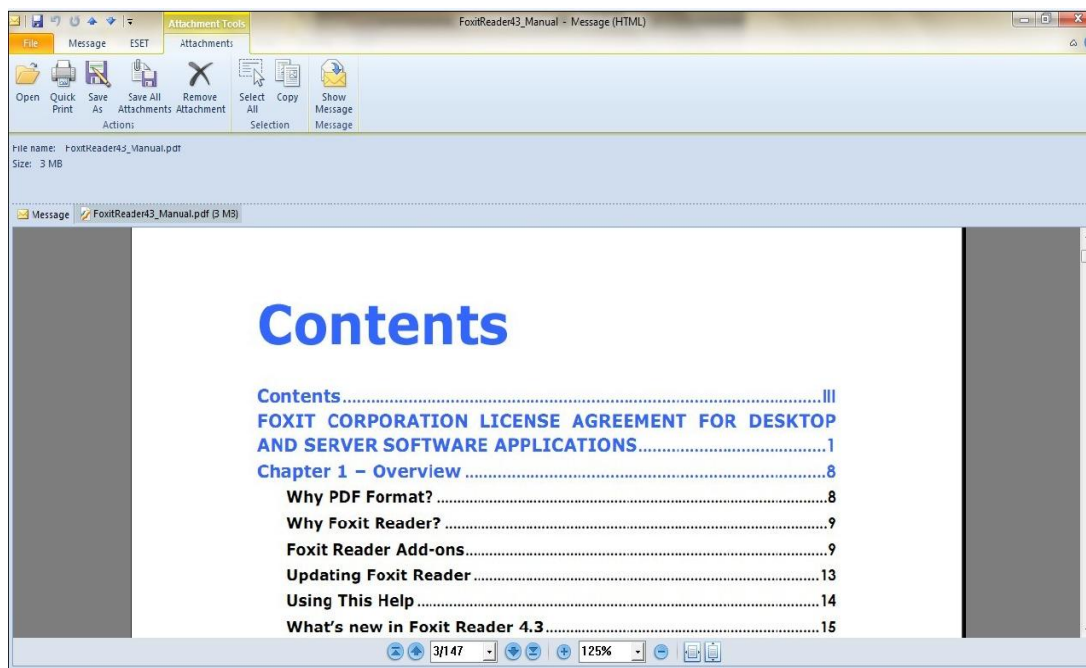 Attachment Tools
FoxitReader43_Manual - Message (HTML)
File Message ESET Attachments
Open Quick Print Save As Save All Attachments Remove Attachment Select All Copy Show Message
Actions Selection Message
File name: FoxitReader43_Manual.pdf
Size: 3 MB
Message FoxitReader43_Manual.pdf (3 MB)
Contents
Contents.....III
FOXIT CORPORATION LICENSE AGREEMENT FOR DESKTOP
AND SERVER SOFTWARE APPLICATIONS.....1
Chapter 1 – Overview.....8
Why PDF Format?.....8
Why Foxit Reader?.....9
Foxit Reader Add-ons.....9
Updating Foxit Reader.....13
Using This Help.....14
What's new in Foxit Reader 4.3.....15
3/147 125%